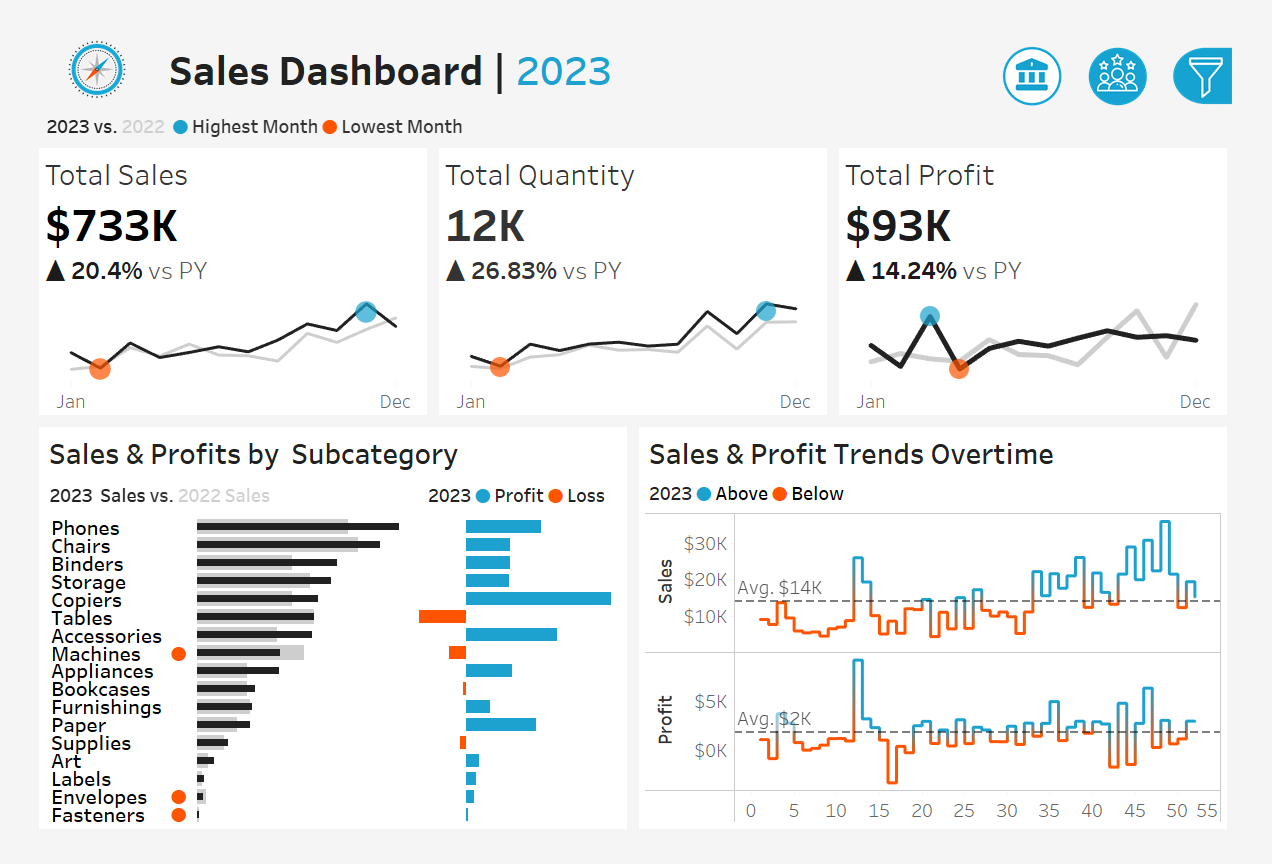 Sales Dashboard | 2023
2023 vs. 2022 Highest Month Lowest Month
Total Sales
$733K
▲ 20.4% vs PY
Jan Dec
Total Quantity
12K
▲ 26.83% vs PY
Jan Dec
Total Profit
$93K
▲ 14.24% vs PY
Jan Dec
Sales & Profits by Subcategory
2023 Sales vs. 2022 Sales
2023 Profit Loss
Phones
Chairs
Binders
Storage
Copiers
Tables
Accessories
Machines
Appliances
Bookcases
Furnishings
Paper
Supplies
Art
Labels
Envelopes
Fasteners
Sales & Profit Trends Overtime
2023 Above Below
Sales
$30K
$20K
$10K
Avg. $14K
Profit
$5K
$0K
Avg. $2K
0 5 10 15 20 25 30 35 40 45 50 55